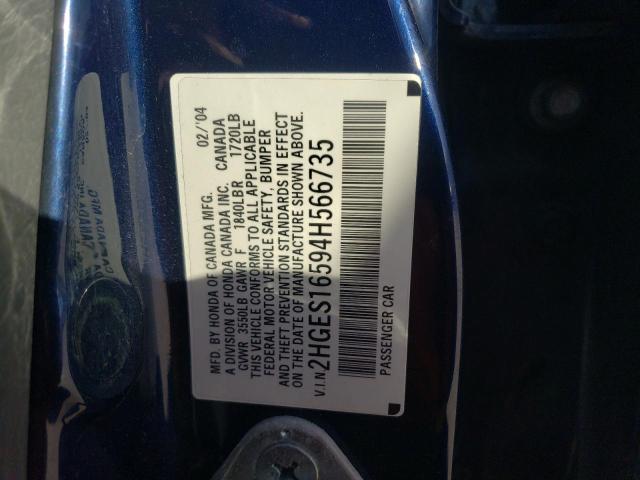 MFD. BY HONDA OF CANADA MFG. 02/'04
A DIVISION OF HONDA CANADA INC. CANADA
GVWR 3550LB GAWR F 1840LBR 1720LB
THIS VEHICLE CONFORMS TO ALL APPLICABLE
FEDERAL MOTOR VEHICLE SAFETY, BUMPER
AND THEFT PREVENTION STANDARDS IN EFFECT
ON THE DATE OF MANUFACTURE SHOWN ABOVE.
V.I.N. 2HGES16594H566735
PASSENGER CAR